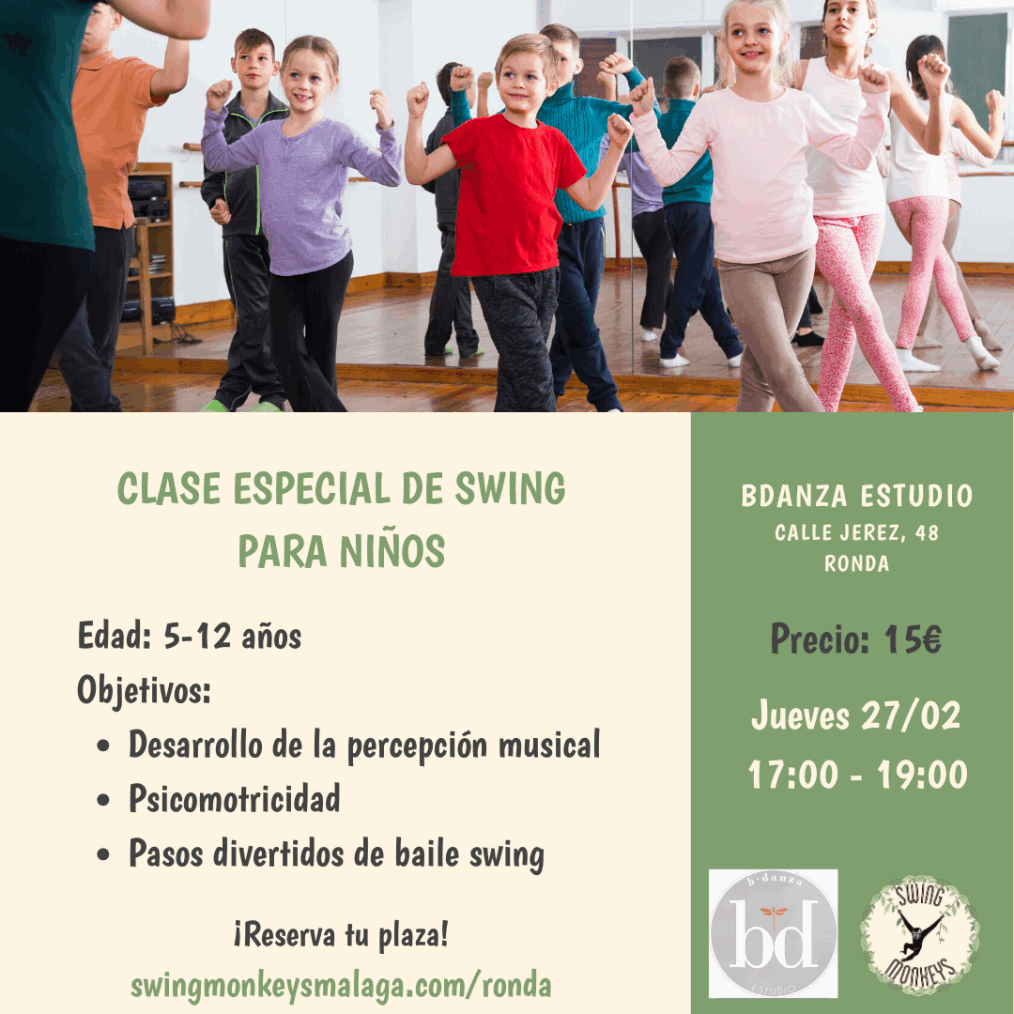 CLASE ESPECIAL DE SWING
PARA NIÑOS
Edad: 5-12 años
Objetivos:
• Desarrollo de la percepción musical
• Psicomotricidad
• Pasos divertidos de baile swing
¡Reserva tu plaza!
swingmonkeysmalaga.com/ronda
BDANZA ESTUDIO
CALLE JEREZ, 48
RONDA
Precio: 15€
Jueves 27/02
17:00 - 19:00
b·danza
bd
ESTUDIO
SWING
MONKEYS